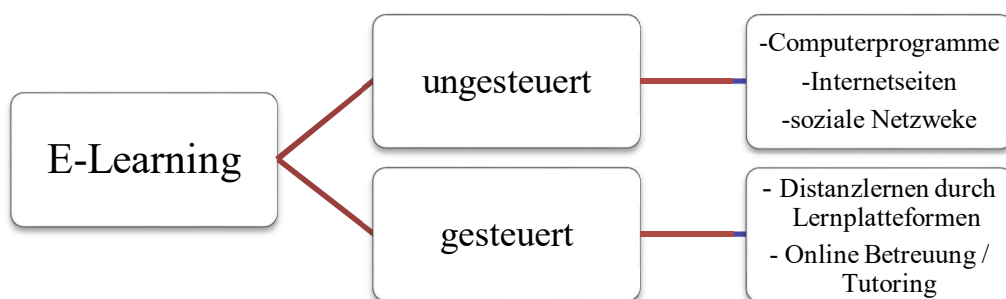 E-Learning
ungesteuert
-Computerprogramme
-Internetseiten
-soziale Netzweke
gesteuert
- Distanzlernen durch
Lernplatteformen
- Online Betreuung /
Tutoring